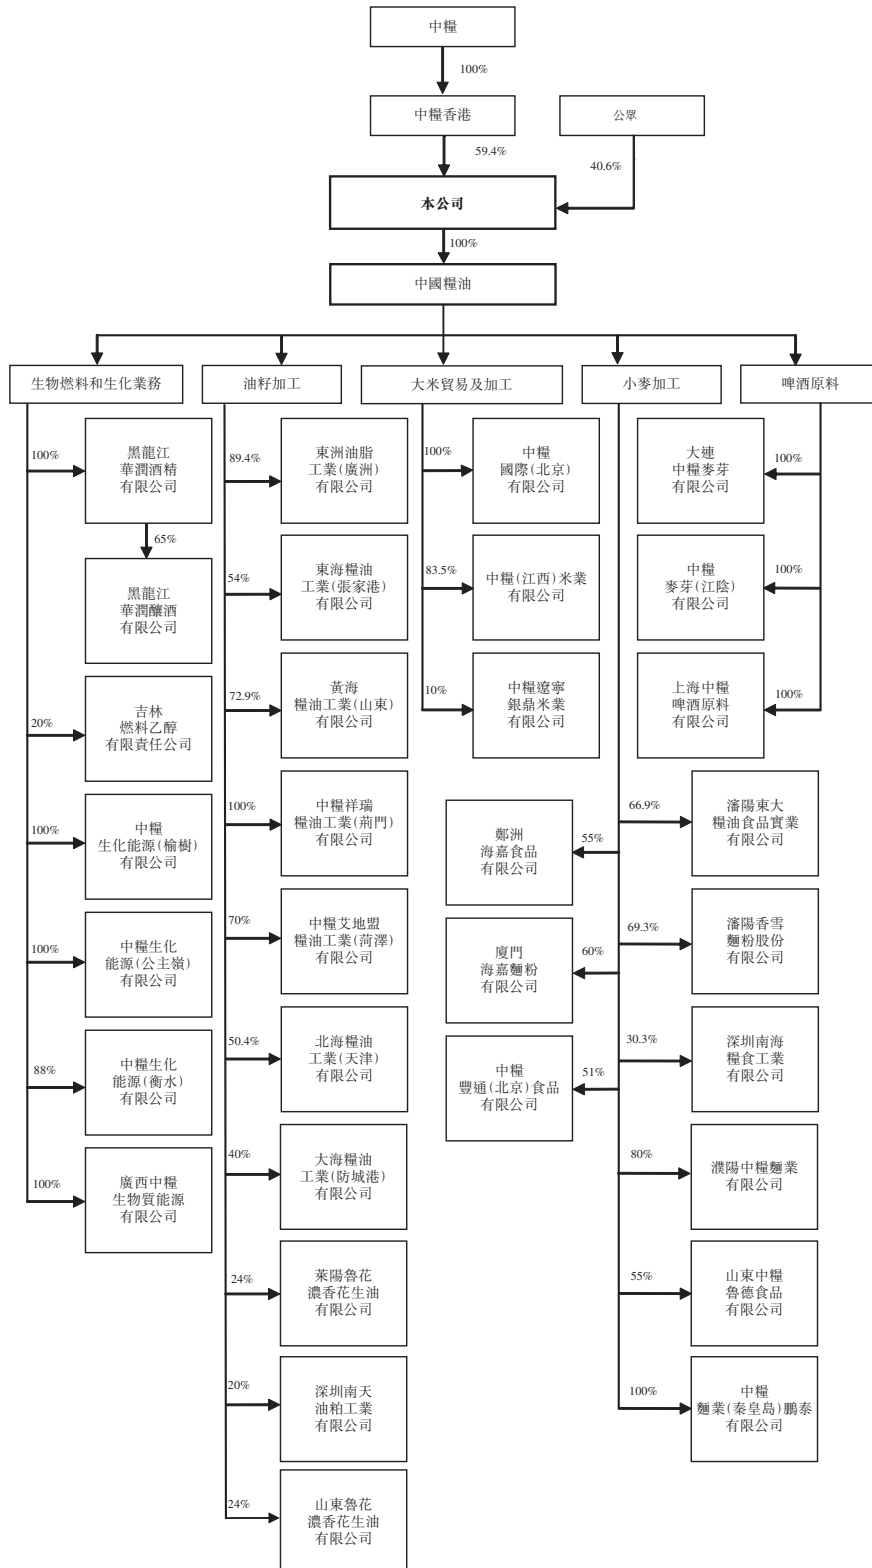 中糧
100%
中糧香港
公眾
59.4%
40.6%
本公司
100%
中國糧油
生物燃料和生化業務
油籽加工
大米貿易及加工
小麥加工
啤酒原料
100%
黑龍江
華潤酒精
有限公司
65%
黑龍江
華潤釀酒
有限公司
20%
吉林
燃料乙醇
有限責任公司
100%
中糧
生化能源(榆樹)
有限公司
100%
中糧生化
能源(公主嶺)
有限公司
88%
中糧生化
能源(衡水)
有限公司
100%
廣西中糧
生物質能源
有限公司
89.4%
東洲油脂
工業(廣洲)
有限公司
54%
東海糧油
工業(張家港)
有限公司
72.9%
黃海
糧油工業(山東)
有限公司
100%
中糧祥瑞
糧油工業(荊門)
有限公司
70%
中糧艾地盟
糧油工業(菏澤)
有限公司
50.4%
北海糧油
工業(天津)
有限公司
40%
大海糧油
工業(防城港)
有限公司
24%
萊陽魯花
濃香花生油
有限公司
20%
深圳南天
油粕工業
有限公司
24%
山東魯花
濃香花生油
有限公司
100%
中糧
國際(北京)
有限公司
83.5%
中糧(江西)米業
有限公司
10%
中糧遼寧
銀鼎米業
有限公司
鄭洲
海嘉食品
有限公司
55%
廈門
海嘉麵粉
有限公司
60%
中糧
豐通(北京)食品
有限公司
51%
66.9%
瀋陽東大
糧油食品實業
有限公司
69.3%
瀋陽香雪
麵粉股份
有限公司
30.3%
深圳南海
糧食工業
有限公司
80%
濮陽中糧麵業
有限公司
55%
山東中糧
魯德食品
有限公司
100%
中糧
麵業(秦皇島)鵬泰
有限公司
大連
中糧麥芽
有限公司
100%
中糧
麥芽(江陰)
有限公司
100%
上海中糧
啤酒原料
有限公司
100%